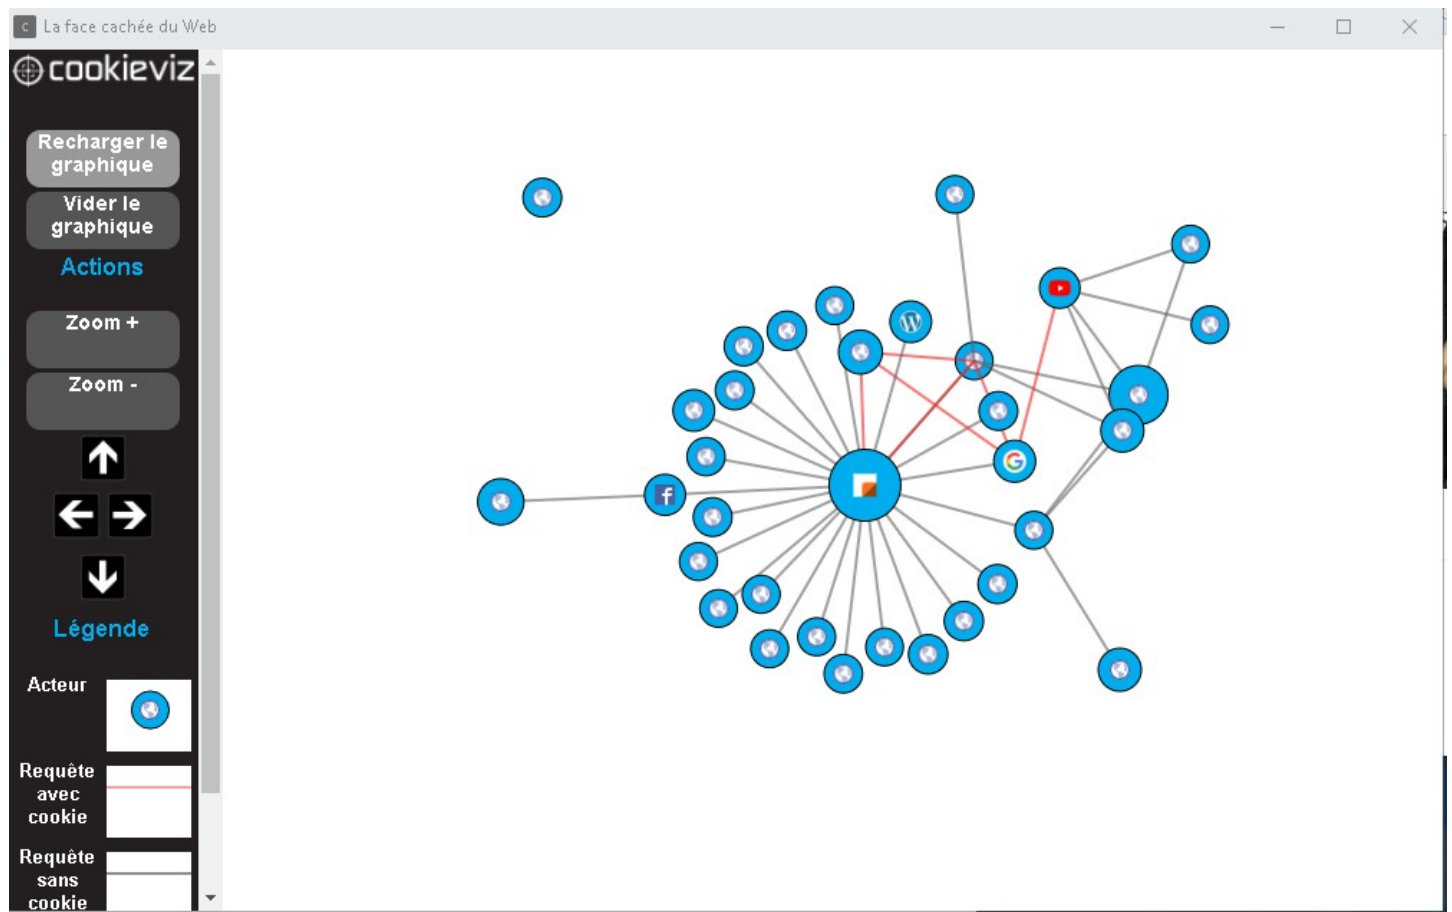 La face cachée du Web
cookieviz
Recharger le
graphique
Vider le
graphique
Actions
Zoom +
Zoom -
Légende
Acteur
Requête
avec
cookie
Requête
sans
cookie